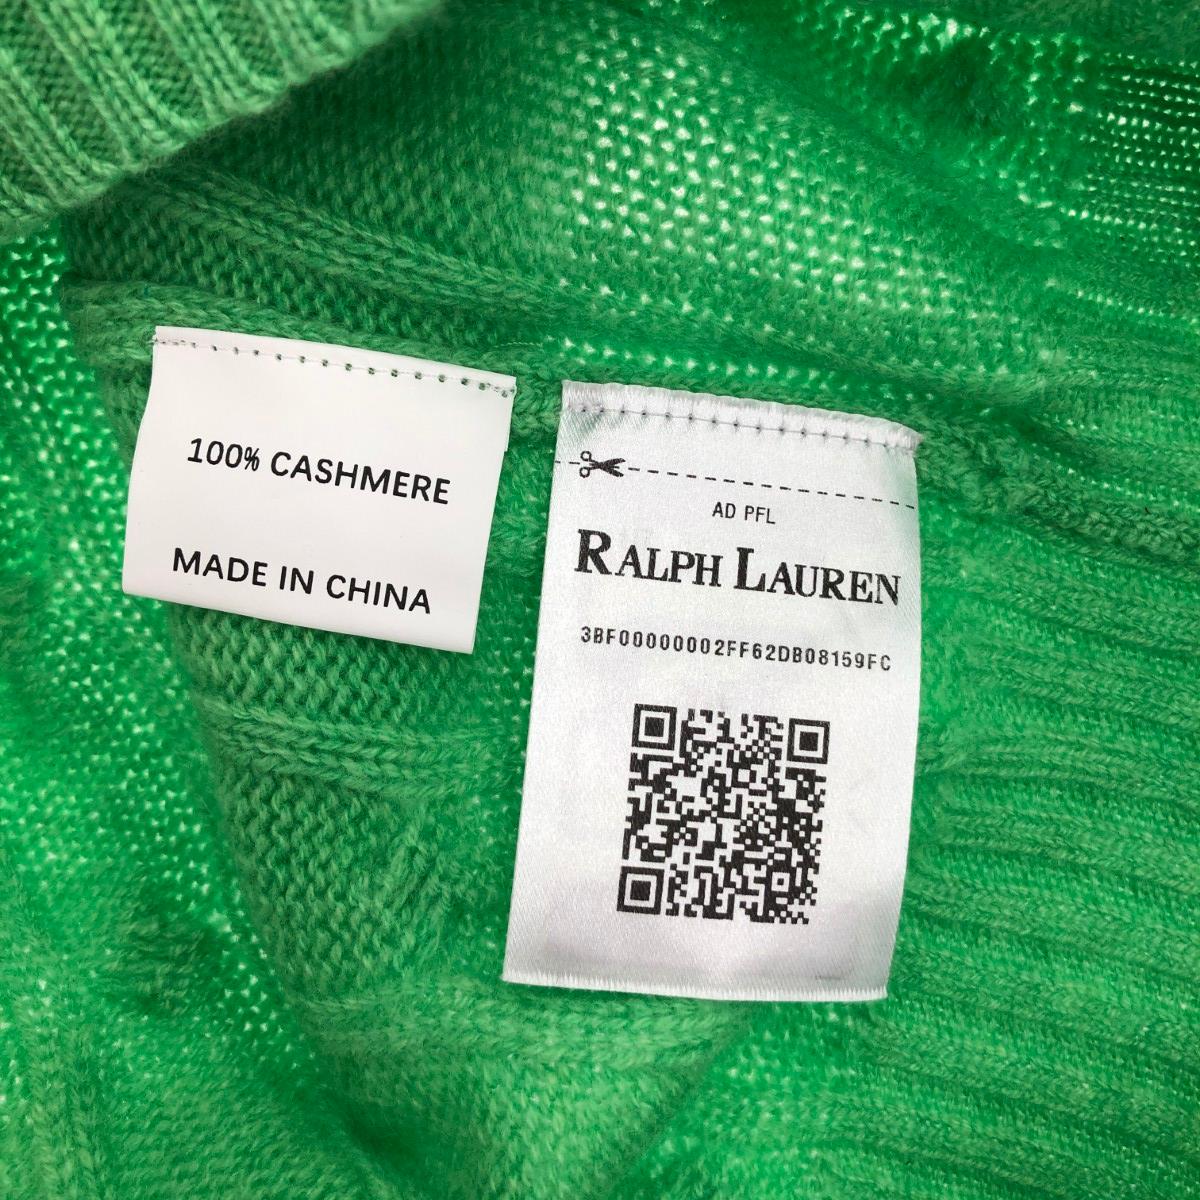 100% CASHMERE
MADE IN CHINA
AD PFL
RALPH LAUREN
3BF00000002FF62DB08159FC